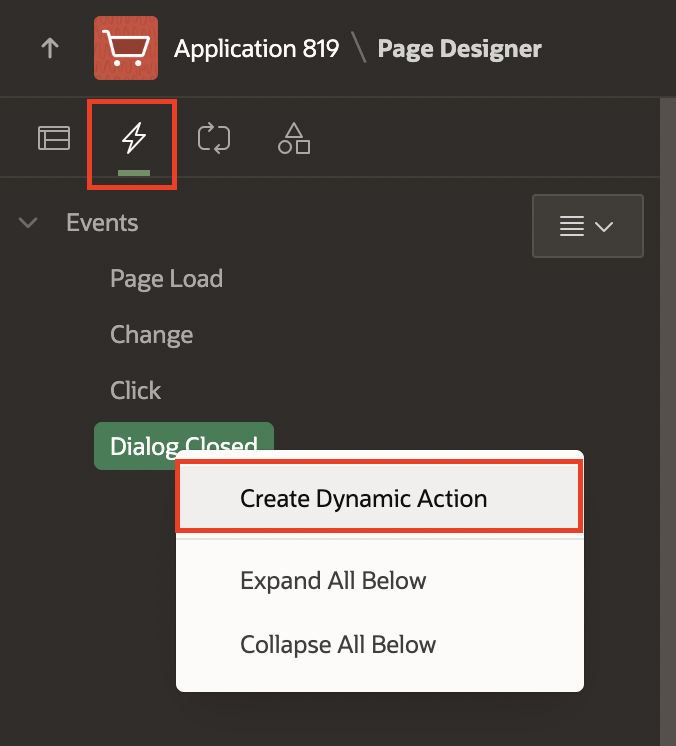 Application 819 \ Page Designer
Events
Page Load
Change
Click
Dialog Closed
Create Dynamic Action
Expand All Below
Collapse All Below